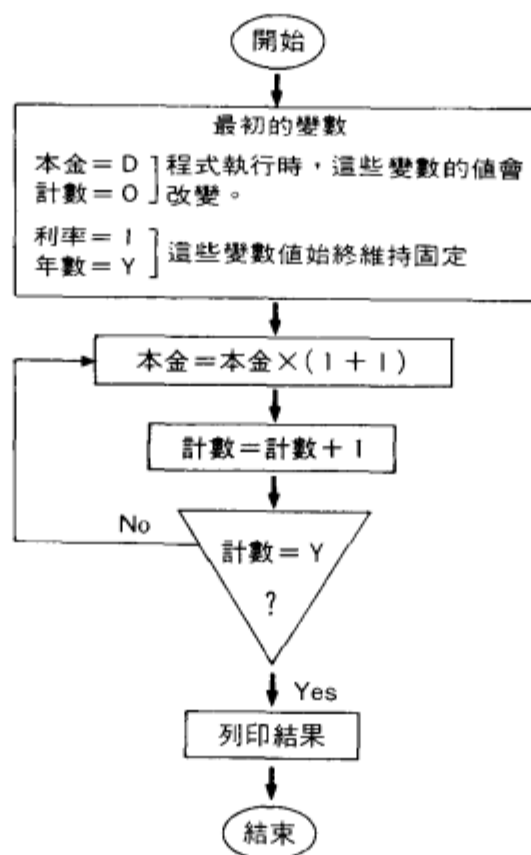 開始
最初的變數
本金=D
計數=0
程式執行時,這些變數的值會
改變。
利率=I
年數=Y
這些變數值始終維持固定
本金=本金×(1+I)
計數=計數+1
No
計數=Y
?
Yes
列印結果
結束